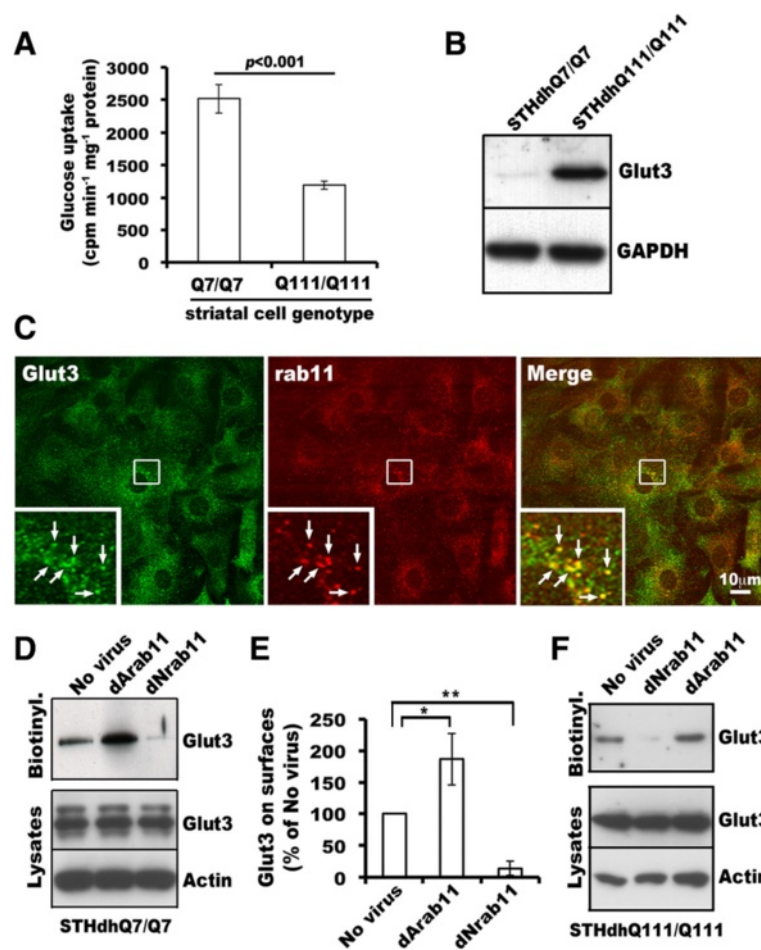 A
Glucose uptake
(cpm min-1 mg-1 protein)
3000
2500
2000
1500
1000
500
0
p<0.001
Q7/Q7
Q111/Q111
striatal cell genotype
B
STHdhQ7/Q7
STHdhQ111/Q111
Glut3
GAPDH
C
Glut3
rab11
Merge
10μm
D
No virus
dArab11
dNrab11
Biotinyl.
Glut3
Lysates
Glut3
Actin
STHdhQ7/Q7
E
Glut3 on surfaces
(% of No virus)
250
200
150
100
50
0
*
**
No virus
dArab11
dNrab11
F
No virus
dNrab11
dArab11
Biotinyl.
Glut3
Lysates
Glut3
Actin
STHdhQ111/Q111